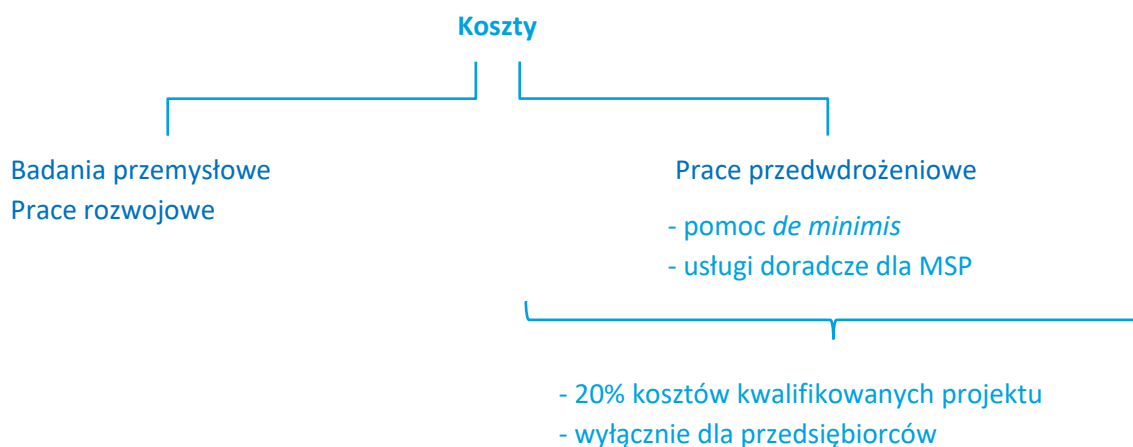 Koszty
Badania przemysłowe
Prace rozwojowe
Prace przedwdrożeniowe
- pomoc de minimis
- usługi doradcze dla MSP
- 20% kosztów kwalifikowanych projektu
- wyłącznie dla przedsiębiorców